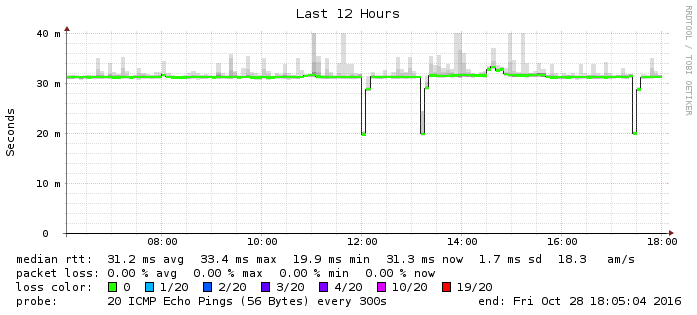 Last 12 Hours
RRDTOOL / TOBI OETIKER
Seconds
40 m
30 m
20 m
10 m
0
08:00 10:00 12:00 14:00 16:00 18:00
median rtt: 31.2 ms avg 33.4 ms max 19.9 ms min 31.3 ms now 1.7 ms sd 18.3 am/s
packet loss: 0.00 % avg 0.00 % max 0.00 % min 0.00 % now
loss color: 0 1/20 2/20 3/20 4/20 10/20 19/20
probe: 20 ICMP Echo Pings (56 Bytes) every 300s end: Fri Oct 28 18:05:04 2016